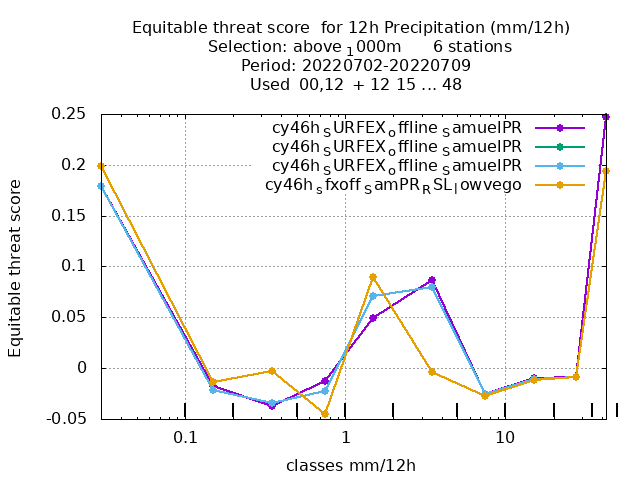 Equitable threat score for 12h Precipitation (mm/12h)
Selection: above ₁000m 6 stations
Period: 20220702-20220709
Used 00,12 + 12 15 ... 48
cy46h_SURFEX_offline_SamuelPR
cy46h_SURFEX_offline_SamuelPR
cy46h_SURFEX_offline_SamuelPR
cy46h_sfxoff_SamPR_RSL_lowvego
0.25
0.2
0.15
0.1
0.05
0
-0.05
Equitable threat score
0.1 1 10
classes mm/12h